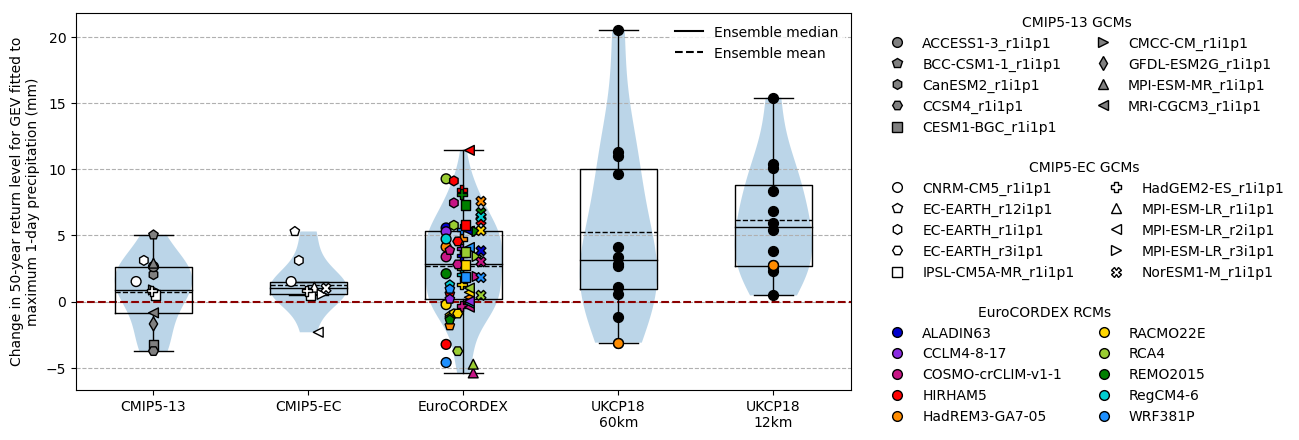 Change in 50-year return level for GEV fitted to
maximum 1-day precipitation (mm)
20
15
10
5
0
−5
Ensemble median
Ensemble mean
CMIP5-13
CMIP5-EC
EuroCORDEX
UKCP18
60km
UKCP18
12km
CMIP5-13 GCMs
ACCESS1-3_r1i1p1
BCC-CSM1-1_r1i1p1
CanESM2_r1i1p1
CCSM4_r1i1p1
CESM1-BGC_r1i1p1
CMCC-CM_r1i1p1
GFDL-ESM2G_r1i1p1
MPI-ESM-MR_r1i1p1
MRI-CGCM3_r1i1p1
CMIP5-EC GCMs
CNRM-CM5_r1i1p1
EC-EARTH_r12i1p1
EC-EARTH_r1i1p1
EC-EARTH_r3i1p1
IPSL-CM5A-MR_r1i1p1
HadGEM2-ES_r1i1p1
MPI-ESM-LR_r1i1p1
MPI-ESM-LR_r2i1p1
MPI-ESM-LR_r3i1p1
NorESM1-M_r1i1p1
EuroCORDEX RCMs
ALADIN63
CCLM4-8-17
COSMO-crCLIM-v1-1
HIRHAM5
HadREM3-GA7-05
RACMO22E
RCA4
REMO2015
RegCM4-6
WRF381P